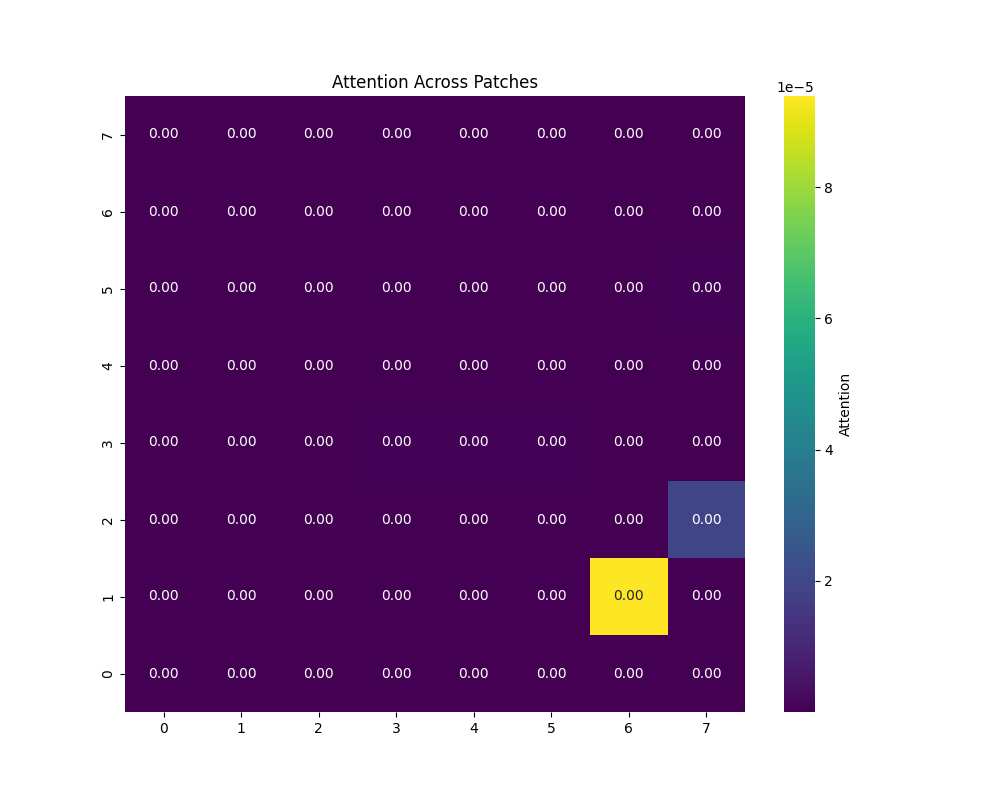 Attention Across Patches
1e−5
7 0.00 0.00 0.00 0.00 0.00 0.00 0.00 0.00
8
6 0.00 0.00 0.00 0.00 0.00 0.00 0.00 0.00
5 0.00 0.00 0.00 0.00 0.00 0.00 0.00 0.00
6
4 0.00 0.00 0.00 0.00 0.00 0.00 0.00 0.00
Attention
3 0.00 0.00 0.00 0.00 0.00 0.00 0.00 0.00
4
2 0.00 0.00 0.00 0.00 0.00 0.00 0.00 0.00
2
1 0.00 0.00 0.00 0.00 0.00 0.00 0.00 0.00
0 0.00 0.00 0.00 0.00 0.00 0.00 0.00 0.00
0 1 2 3 4 5 6 7